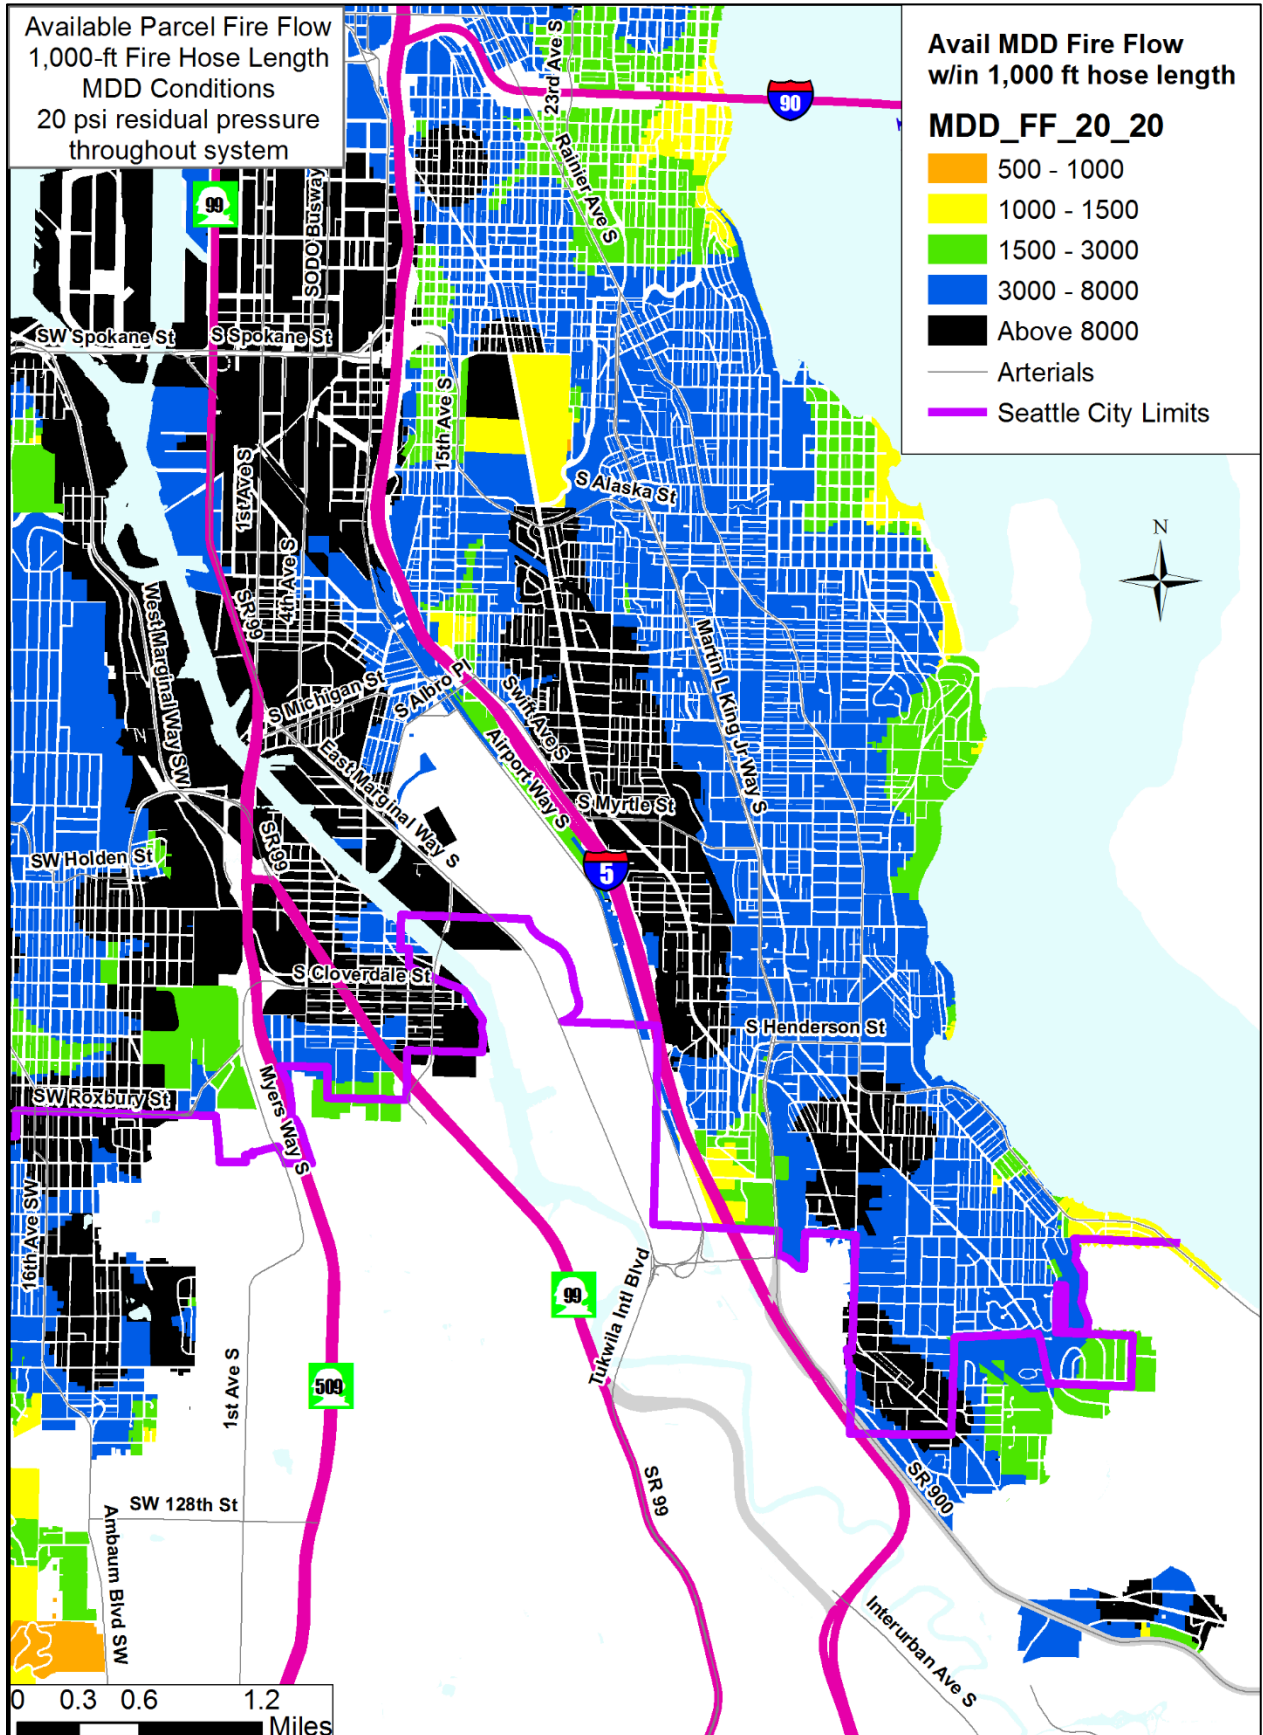 Available Parcel Fire Flow
1,000-ft Fire Hose Length
MDD Conditions
20 psi residual pressure
throughout system
Avail MDD Fire Flow
w/in 1,000 ft hose length
MDD_FF_20_20
500 - 1000
1000 - 1500
1500 - 3000
3000 - 8000
Above 8000
Arterials
Seattle City Limits
23rd Ave S
90
Rainier Ave S
99
SODO Busway
SW Spokane St
S Spokane St
15th Ave S
1st Ave S
4th Ave S
S Alaska St
N
SR 99
West Marginal Way SW
S Michigan St
S Albro Pl
Swift Ave S
Martin L King Jr Way S
East Marginal Way S
Airport Way S
S Myrtle St
SR 99
SW Holden St
5
S Cloverdale St
S Henderson St
SW Roxbury St
Myers Way S
16th Ave SW
99
Tukwila Intl Blvd
1st Ave S
509
SR 99
SR 900
SW 128th St
Ambaum Blvd SW
Interurban Ave S
0 0.3 0.6 1.2
Miles